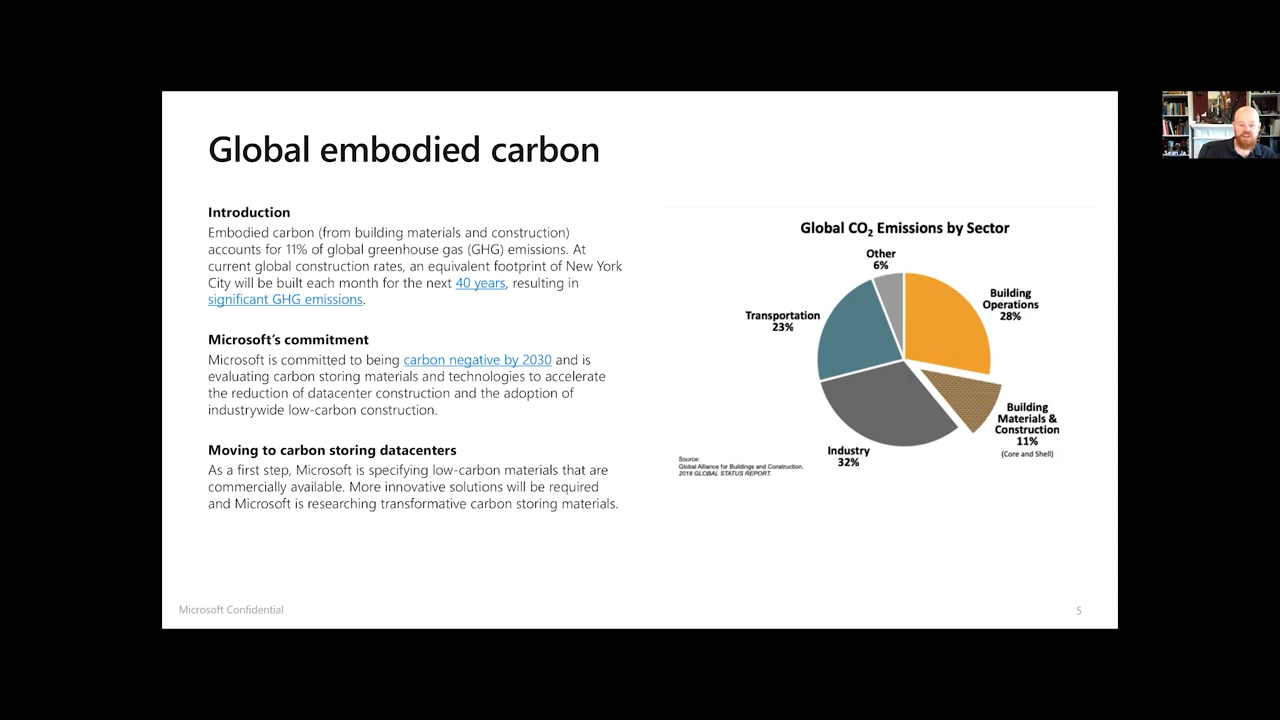 Global embodied carbon
Introduction
Embodied carbon (from building materials and construction)
accounts for 11% of global greenhouse gas (GHG) emissions. At
current global construction rates, an equivalent footprint of New York
City will be built each month for the next 40 years, resulting in
significant GHG emissions.
Microsoft's commitment
Microsoft is committed to being carbon negative by 2030 and is
evaluating carbon storing materials and technologies to accelerate
the reduction of datacenter construction and the adoption of
industrywide low-carbon construction.
Moving to carbon storing datacenters
As a first step, Microsoft is specifying low-carbon materials that are
commercially available. More innovative solutions will be required
and Microsoft is researching transformative carbon storing materials.
Global CO₂ Emissions by Sector
Other
6%
Building
Operations
28%
Transportation
23%
Building
Materials &
Construction
11%
(Core and Shell)
Industry
32%
Source:
Global Alliance for Buildings and Construction.
2018 GLOBAL STATUS REPORT.
Microsoft Confidential
5
Sean Ja...